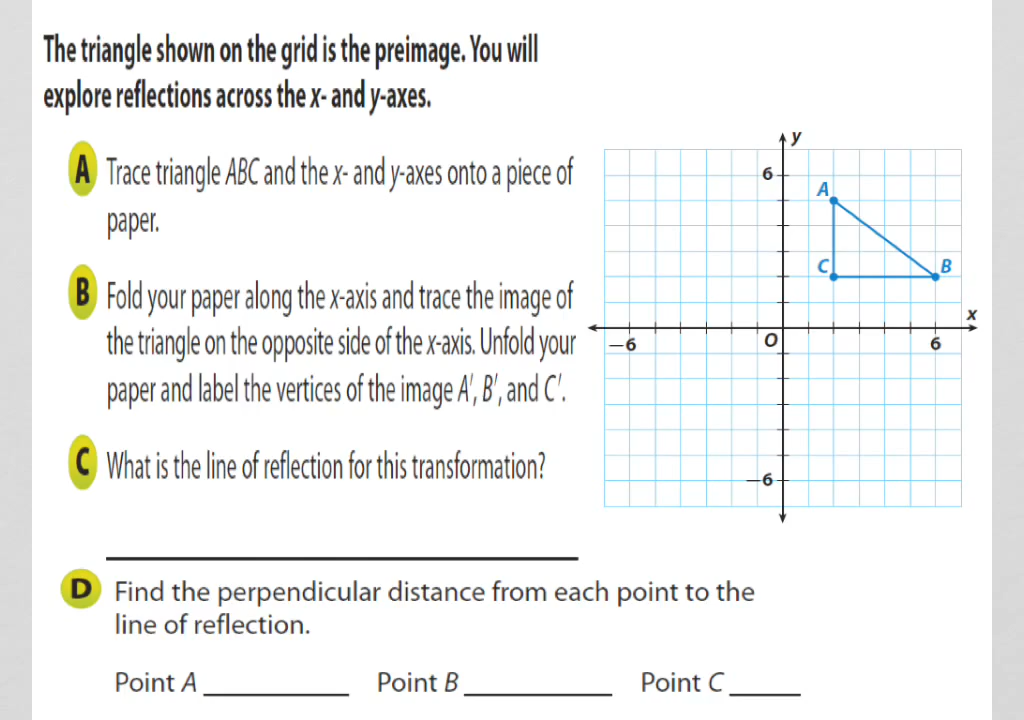 The triangle shown on the grid is the preimage. You will
explore reflections across the x- and y-axes.
A Trace triangle ABC and the x- and y-axes onto a piece of
paper.
B Fold your paper along the x-axis and trace the image of
the triangle on the opposite side of the x-axis. Unfold your
paper and label the vertices of the image A′, B′, and C′.
C What is the line of reflection for this transformation?
y
6
A
C
B
x
−6
O
6
−6
D Find the perpendicular distance from each point to the
line of reflection.
Point A Point B Point C